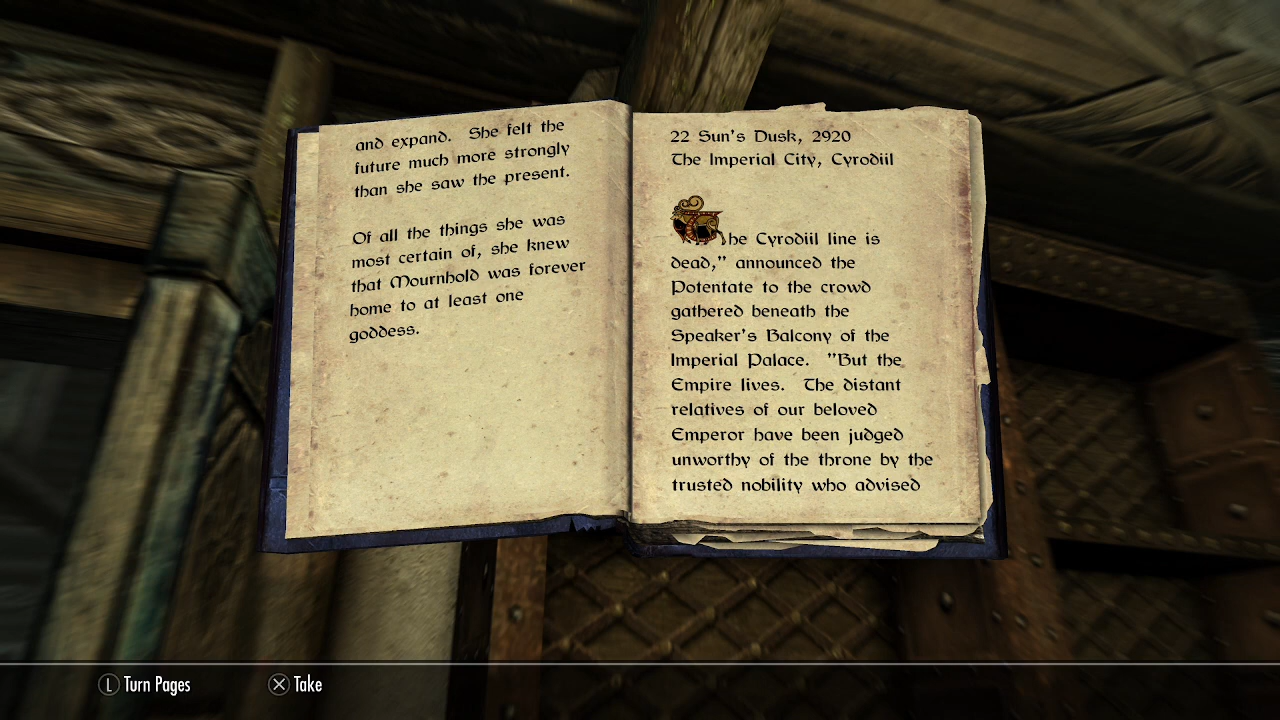 and expand.  She felt the
future much more strongly
than she saw the present.
Of all the things she was
most certain of, she knew
that Mournhold was forever
home to at least one
goddess.
22 Sun's Dusk, 2920
The Imperial City, Cyrodiil
The Cyrodiil line is
dead," announced the
Potentate to the crowd
gathered beneath the
Speaker's Balcony of the
Imperial Palace.  "But the
Empire lives.  The distant
relatives of our beloved
Emperor have been judged
unworthy of the throne by the
trusted nobility who advised
L Turn Pages
X Take